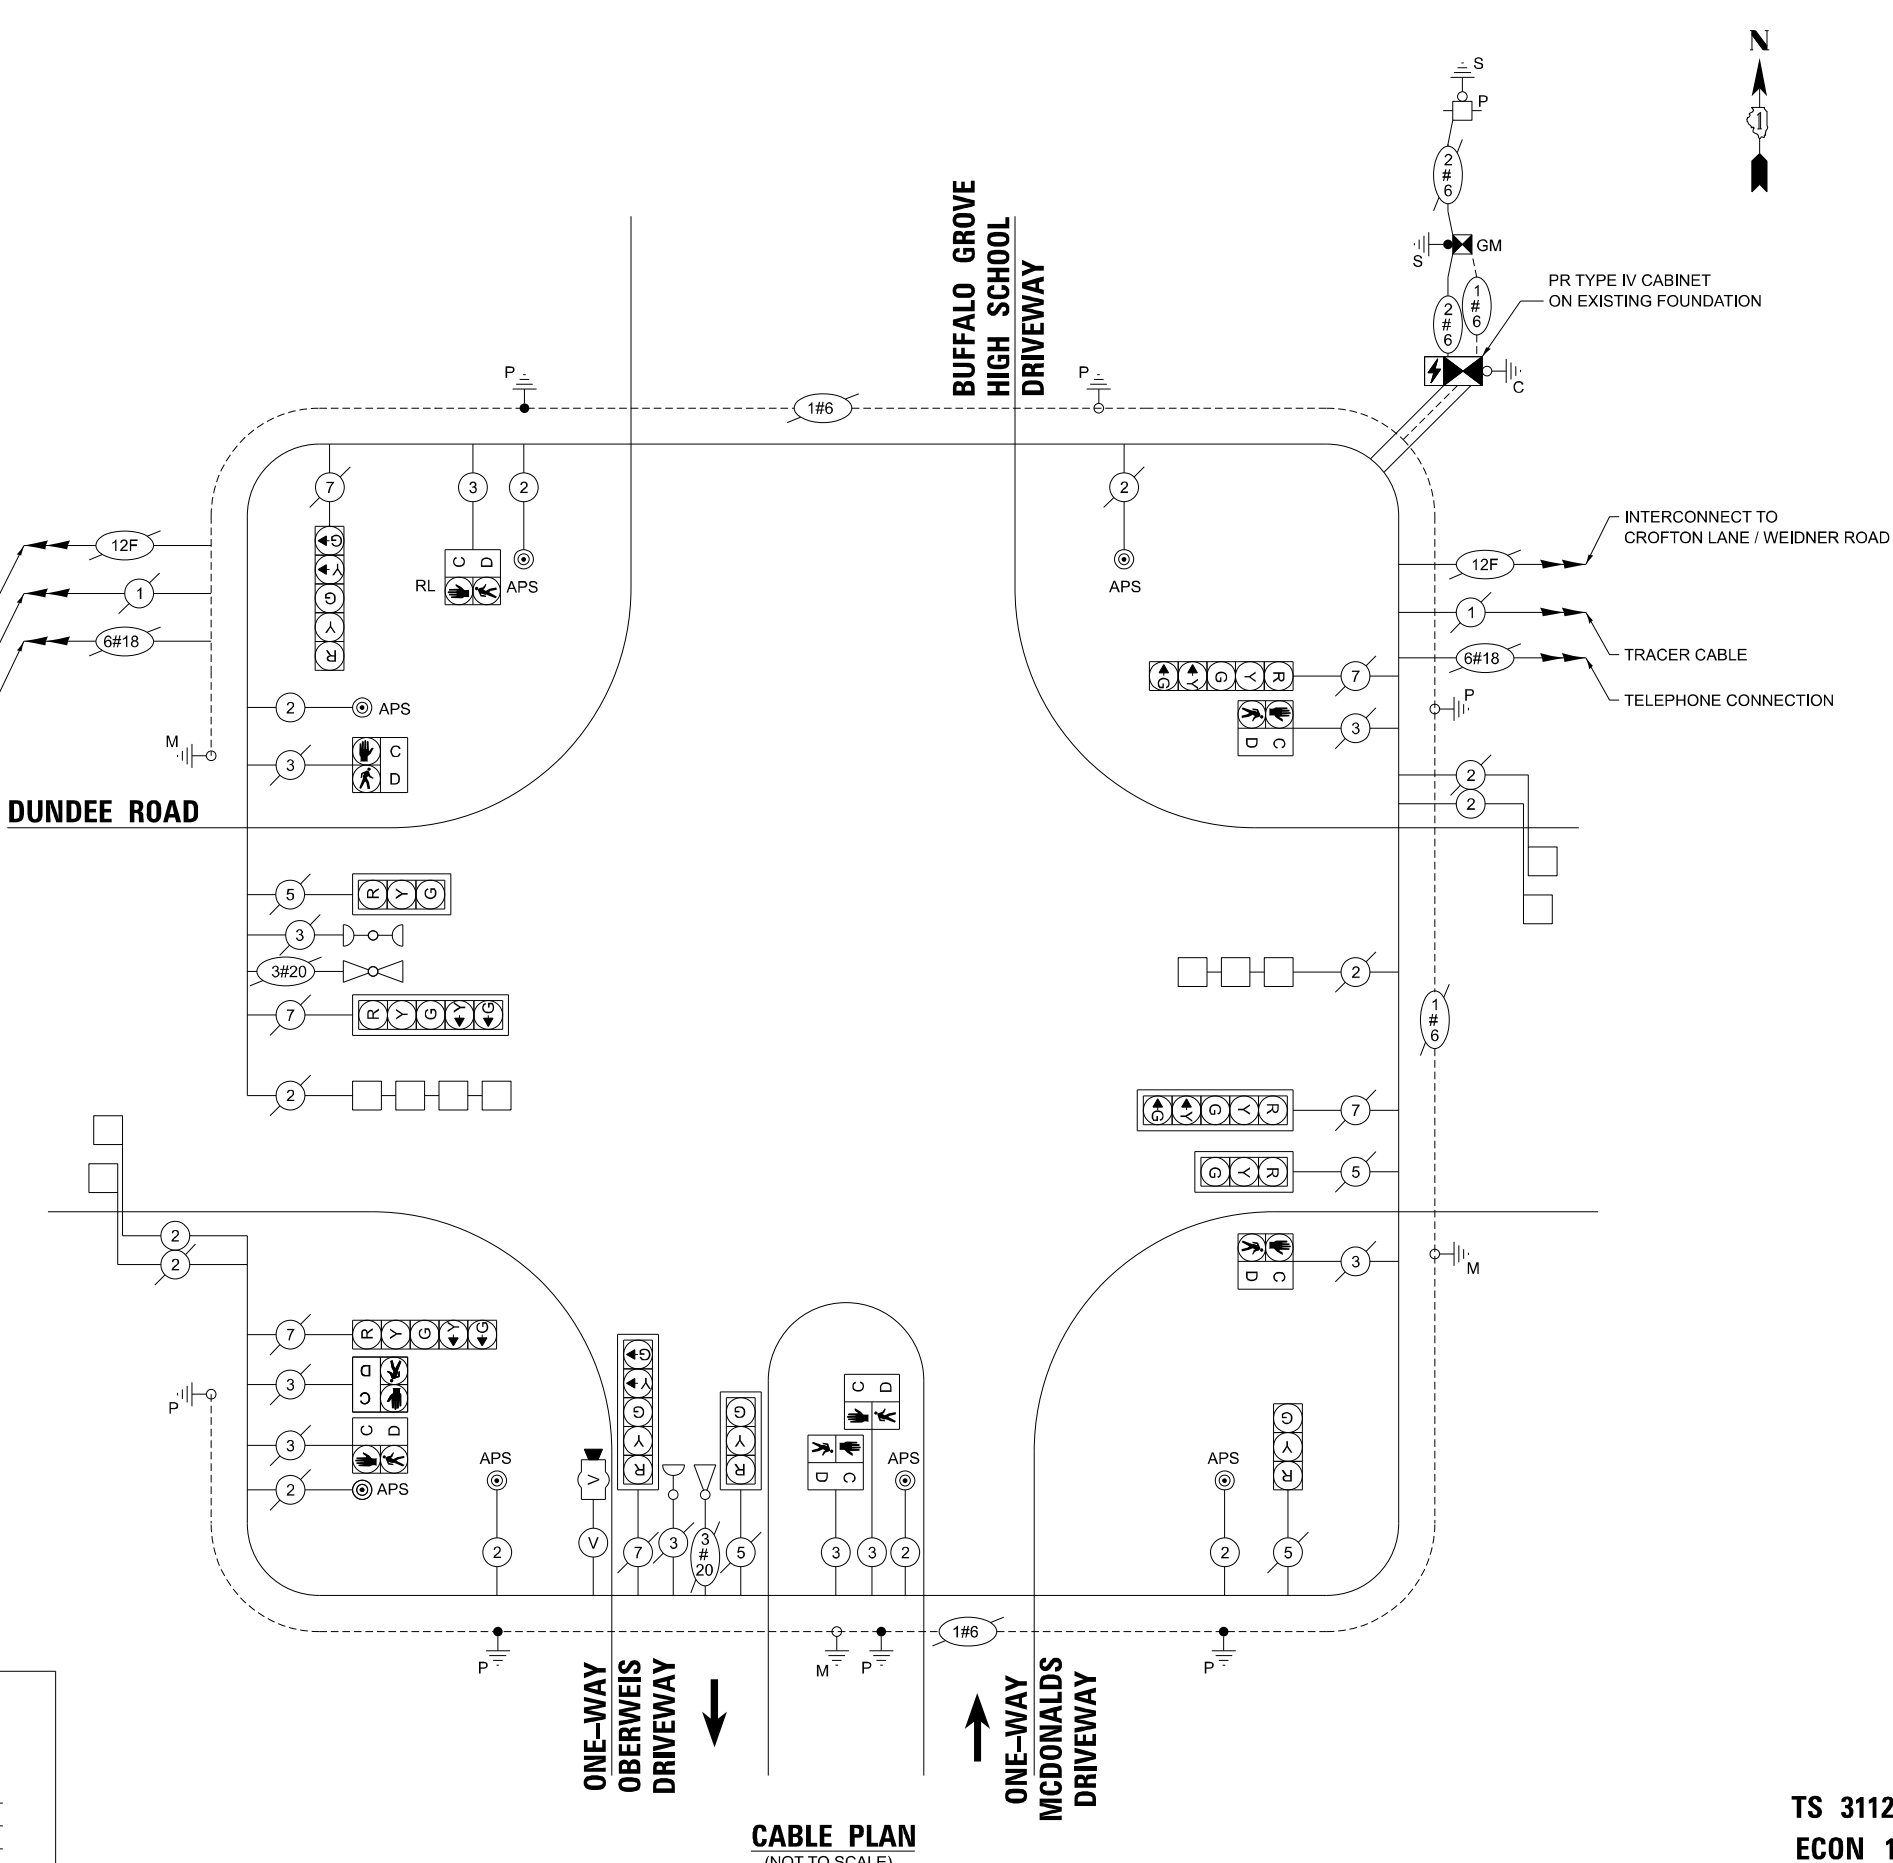 N
1
S
P
2
#
6
S
GM
2
#
6
1
#
6
PR TYPE IV CABINET
ON EXISTING FOUNDATION
C
BUFFALO GROVE
HIGH SCHOOL
DRIVEWAY
P
1#6
P
7
3
2
2
G
Y
G
Y
R
C D
RL
APS
APS
12F
1
6#18
12F
INTERCONNECT TO
CROFTON LANE / WEIDNER ROAD
1
TRACER CABLE
6#18
TELEPHONE CONNECTION
P
G Y G Y R
7
D C
3
2
APS
3
C
D
M
2
2
DUNDEE ROAD
5
R Y G
3
3#20
7
R Y G Y G
2
2
1
#
6
G Y G Y R
7
G Y R
5
D C
3
M
2
2
7
R Y G Y G
3
D
C
P
3
C D
2
APS
APS
2
V
V
G
Y
G
Y
R
7
3
3
#
20
G
Y
R
5
C D
D C
3
3
APS
2
APS
2
G
Y
R
5
P
M
P
1#6
P
ONE-WAY
OBERWEIS
DRIVEWAY
ONE-WAY
MCDONALDS
DRIVEWAY
CABLE PLAN
(NOT TO SCALE)
TS 3112
ECON 1